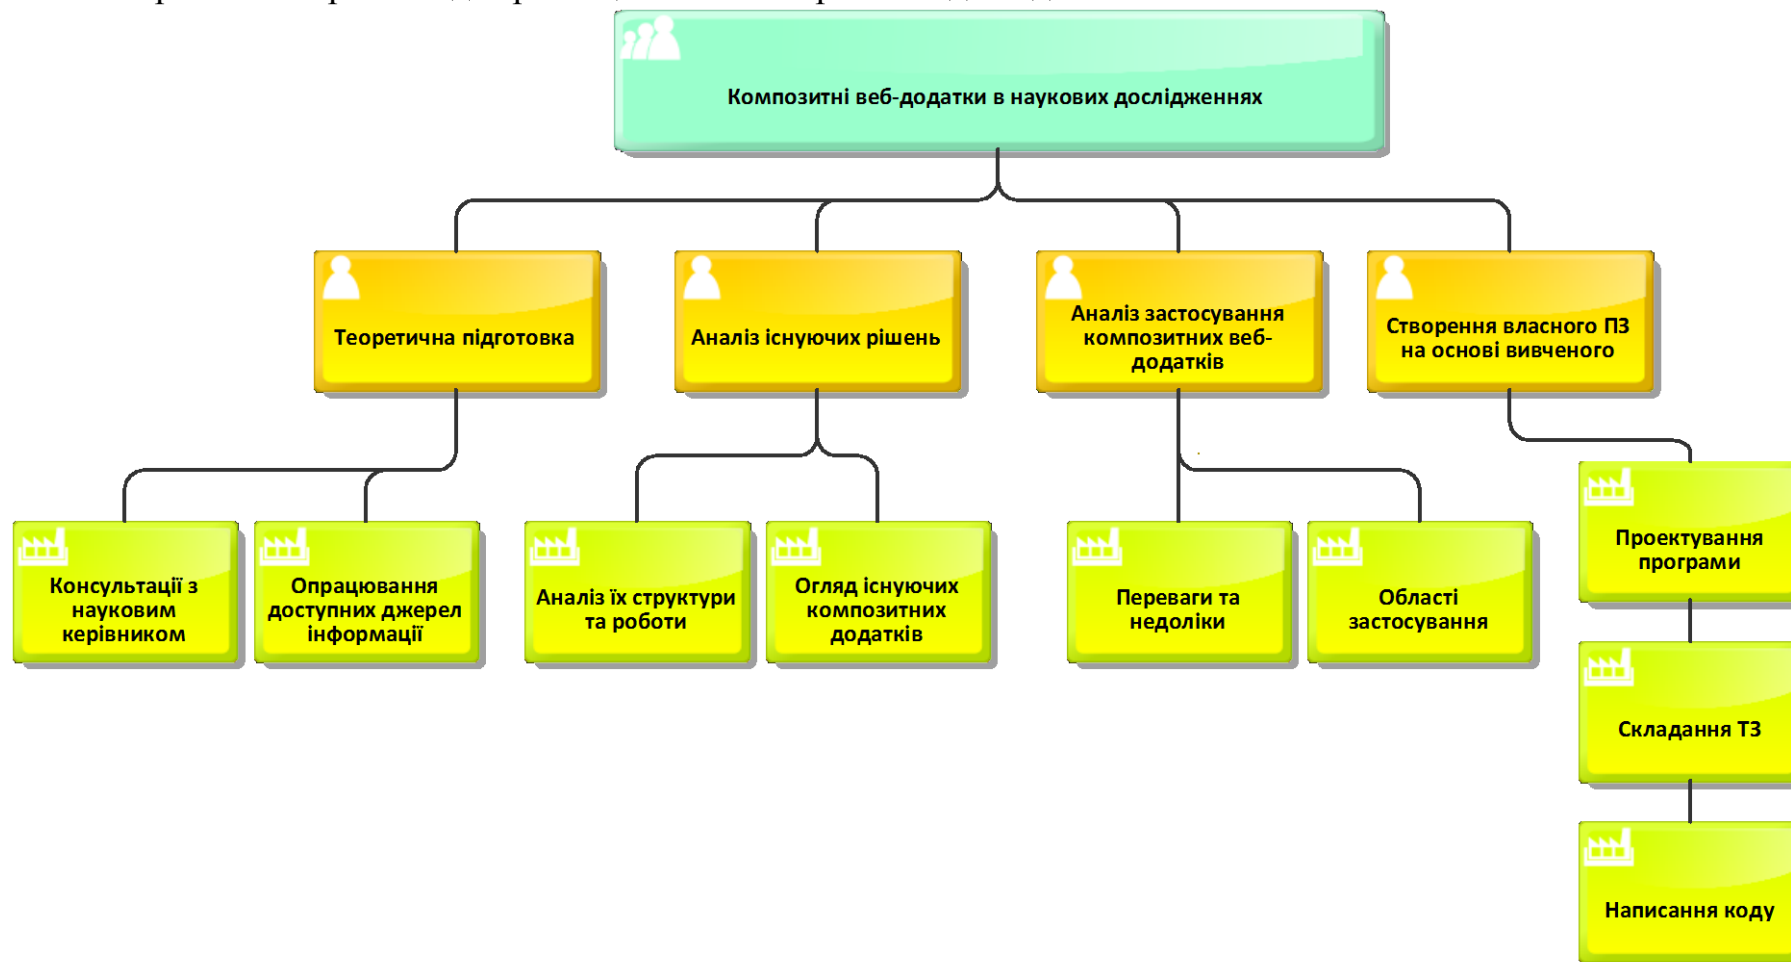 Композитні веб-додатки в наукових дослідженнях
Теоретична підготовка
Аналіз існуючих рішень
Аналіз застосування
композитних веб-
додатків
Створення власного ПЗ
на основі вивченого
Консультації з
науковим
керівником
Опрацювання
доступних джерел
інформації
Аналіз їх структури
та роботи
Огляд існуючих
композитних
додатків
Переваги та
недоліки
Області
застосування
Проектування
програми
Складання ТЗ
Написання коду